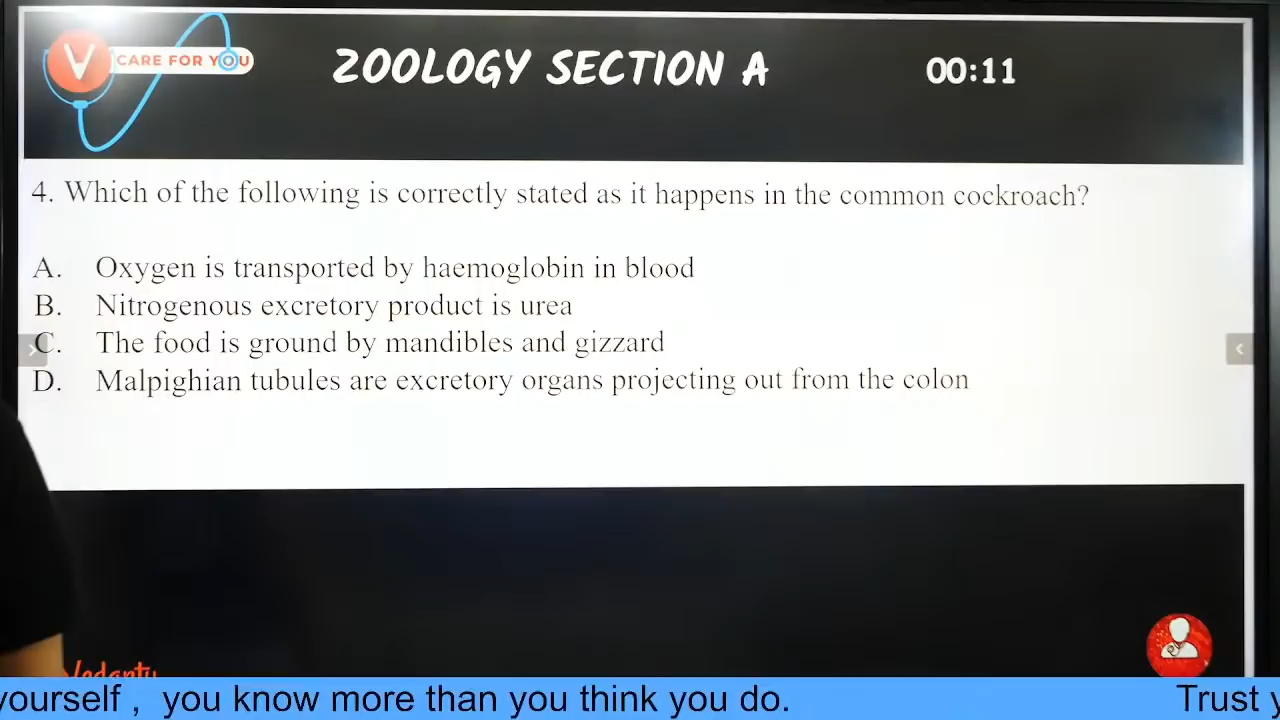 V
CARE FOR YOU
ZOOLOGY SECTION A
00:11
4. Which of the following is correctly stated as it happens in the common cockroach?
A. Oxygen is transported by haemoglobin in blood
B. Nitrogenous excretory product is urea
C. The food is ground by mandibles and gizzard
D. Malpighian tubules are excretory organs projecting out from the colon
yourself , you know more than you think you do.
Trust